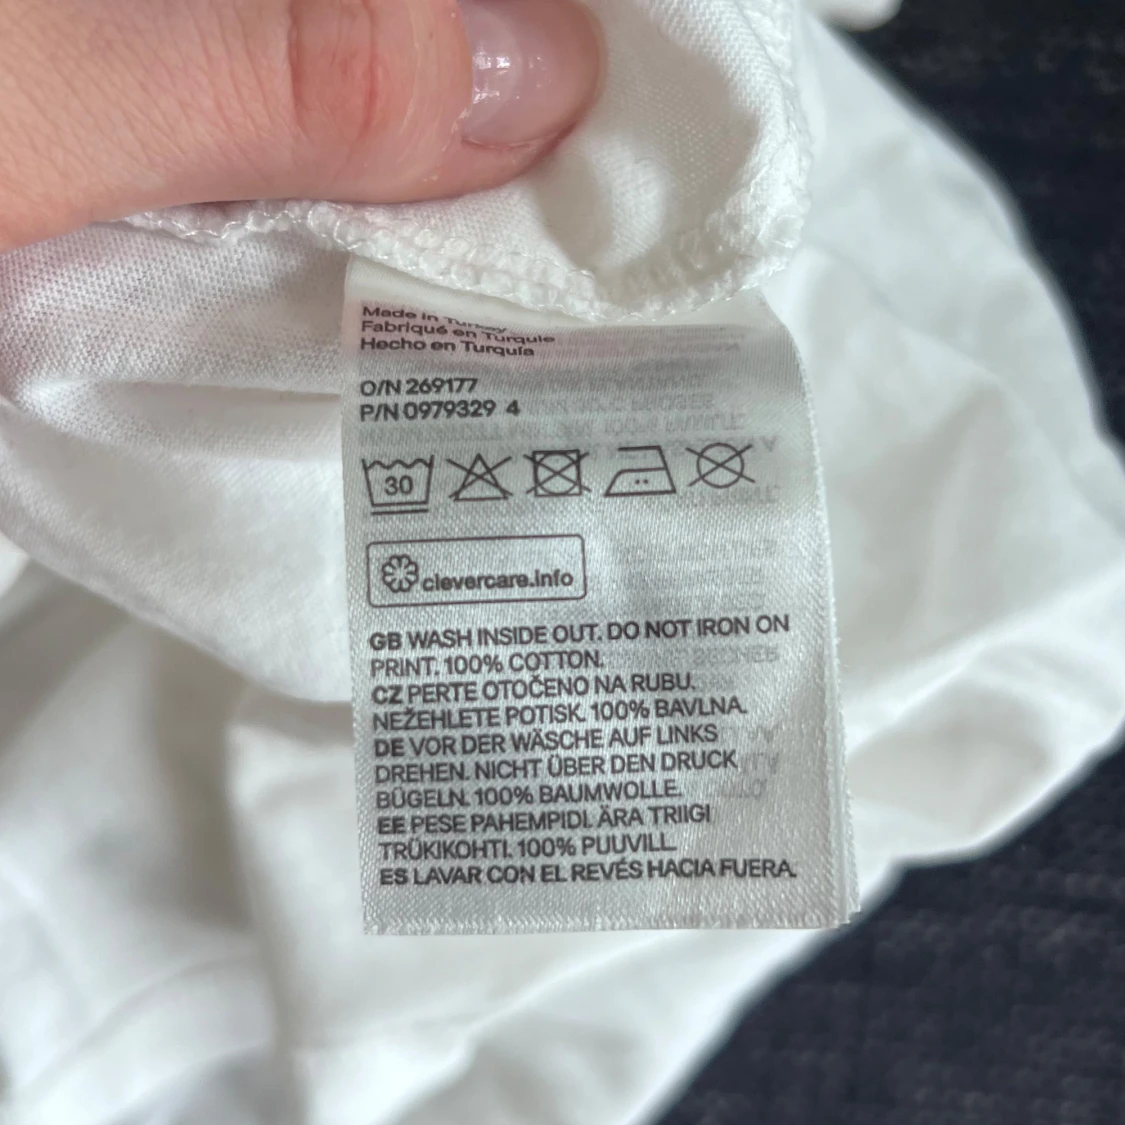 Made in Turkey
Fabriqué en Turquie
Hecho en Turquía
O/N 269177
P/N 0979329 4
30
clevercare.info
GB WASH INSIDE OUT. DO NOT IRON ON
PRINT. 100% COTTON.
CZ PERTE OTOČENO NA RUBU.
NEŽEHLETE POTISK. 100% BAVLNA.
DE VOR DER WÄSCHE AUF LINKS
DREHEN. NICHT ÜBER DEN DRUCK
BÜGELN. 100% BAUMWOLLE.
EE PESE PAHEMPIDI. ÄRA TRIIGI
TRÜKIKOHTI. 100% PUUVILL.
ES LAVAR CON EL REVÉS HACIA FUERA.